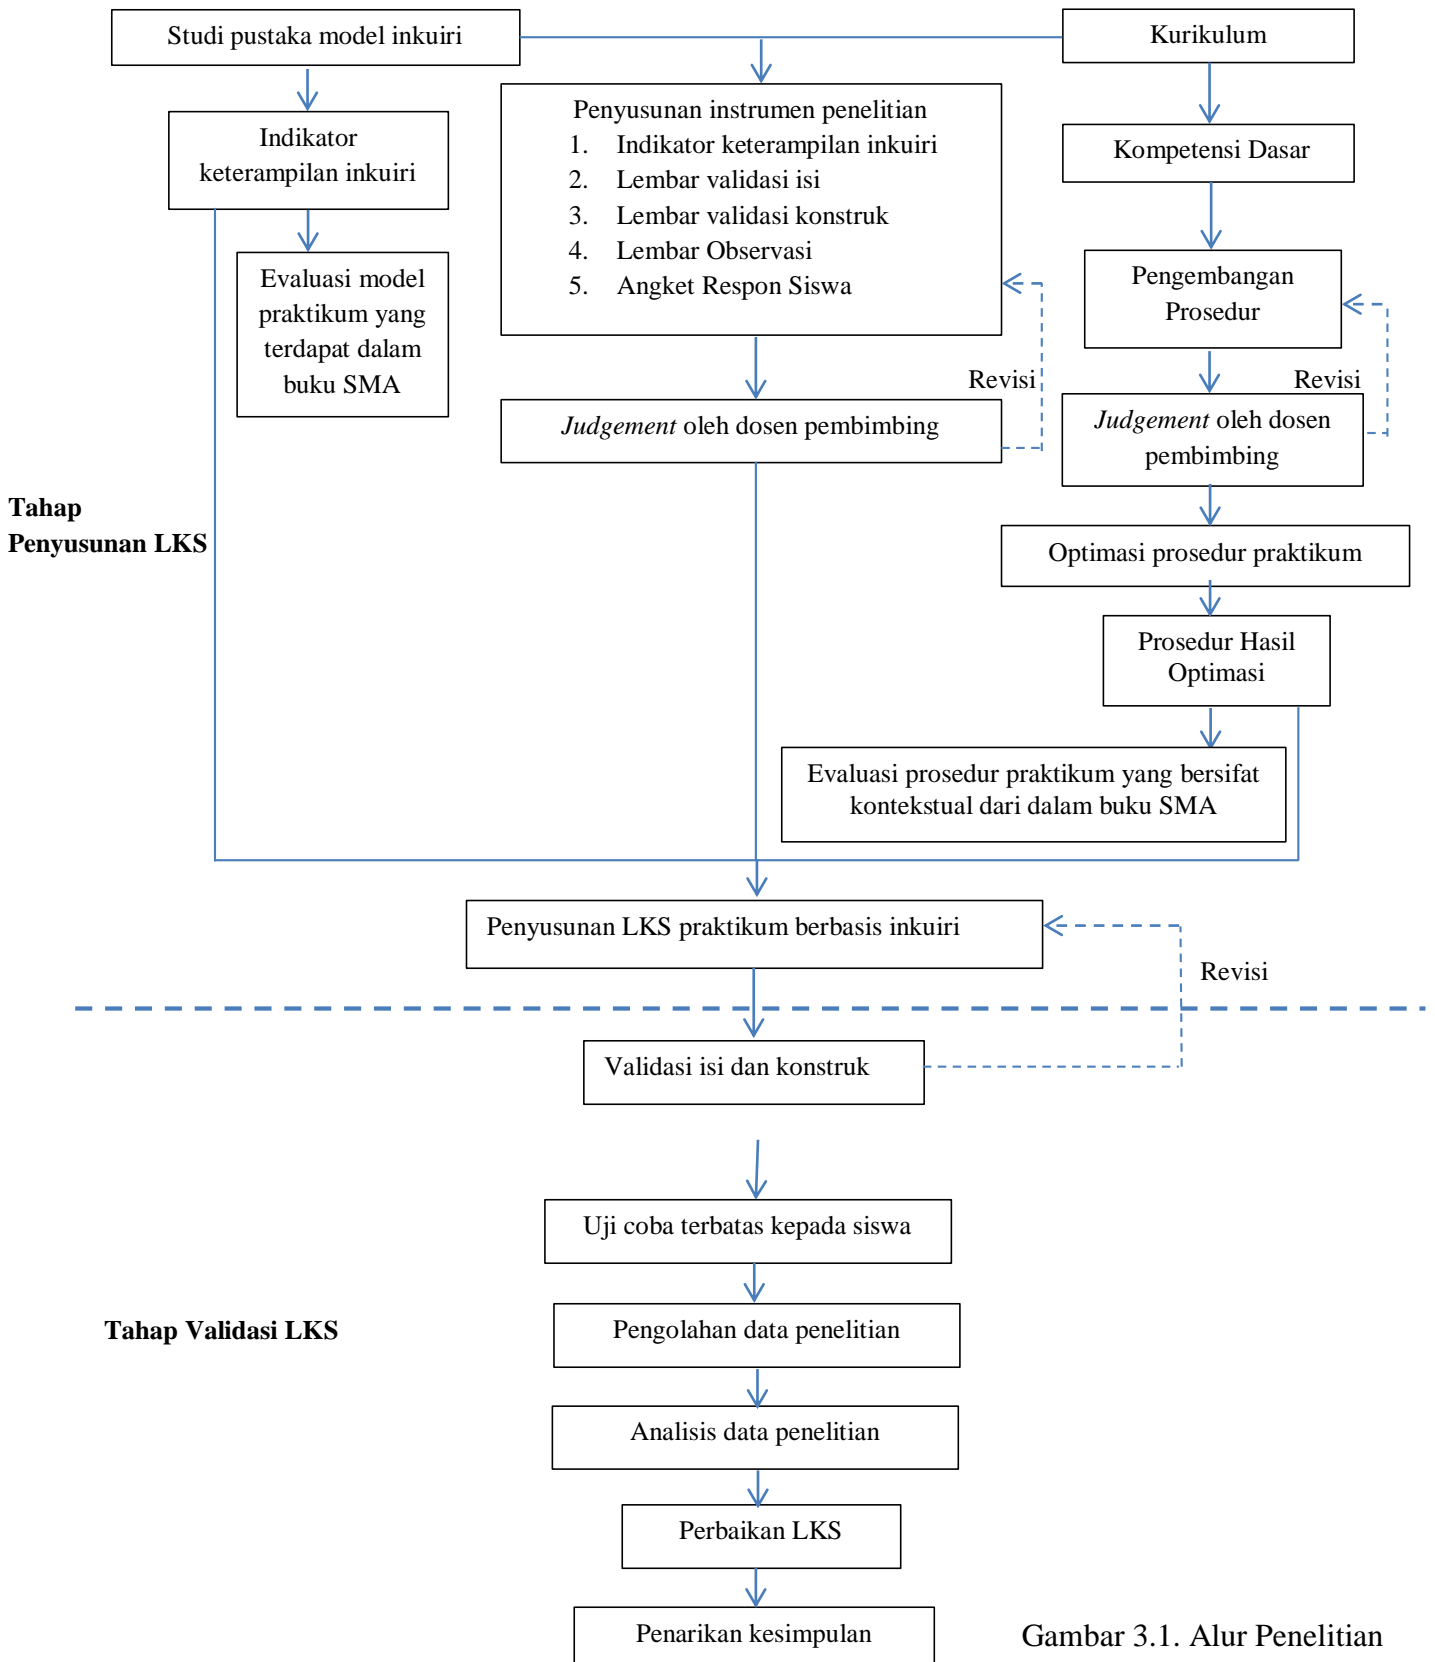 Studi pustaka model inkuiri
Kurikulum
Indikator
keterampilan inkuiri
Penyusunan instrumen penelitian
1. Indikator keterampilan inkuiri
2. Lembar validasi isi
3. Lembar validasi konstruk
4. Lembar Observasi
5. Angket Respon Siswa
Kompetensi Dasar
Evaluasi model
praktikum yang
terdapat dalam
buku SMA
Pengembangan
Prosedur
Revisi
Revisi
Judgement oleh dosen pembimbing
Judgement oleh dosen
pembimbing
Tahap
Penyusunan LKS
Optimasi prosedur praktikum
Prosedur Hasil
Optimasi
Evaluasi prosedur praktikum yang bersifat
kontekstual dari dalam buku SMA
Penyusunan LKS praktikum berbasis inkuiri
Revisi
Validasi isi dan konstruk
Uji coba terbatas kepada siswa
Tahap Validasi LKS
Pengolahan data penelitian
Analisis data penelitian
Perbaikan LKS
Penarikan kesimpulan
Gambar 3.1. Alur Penelitian